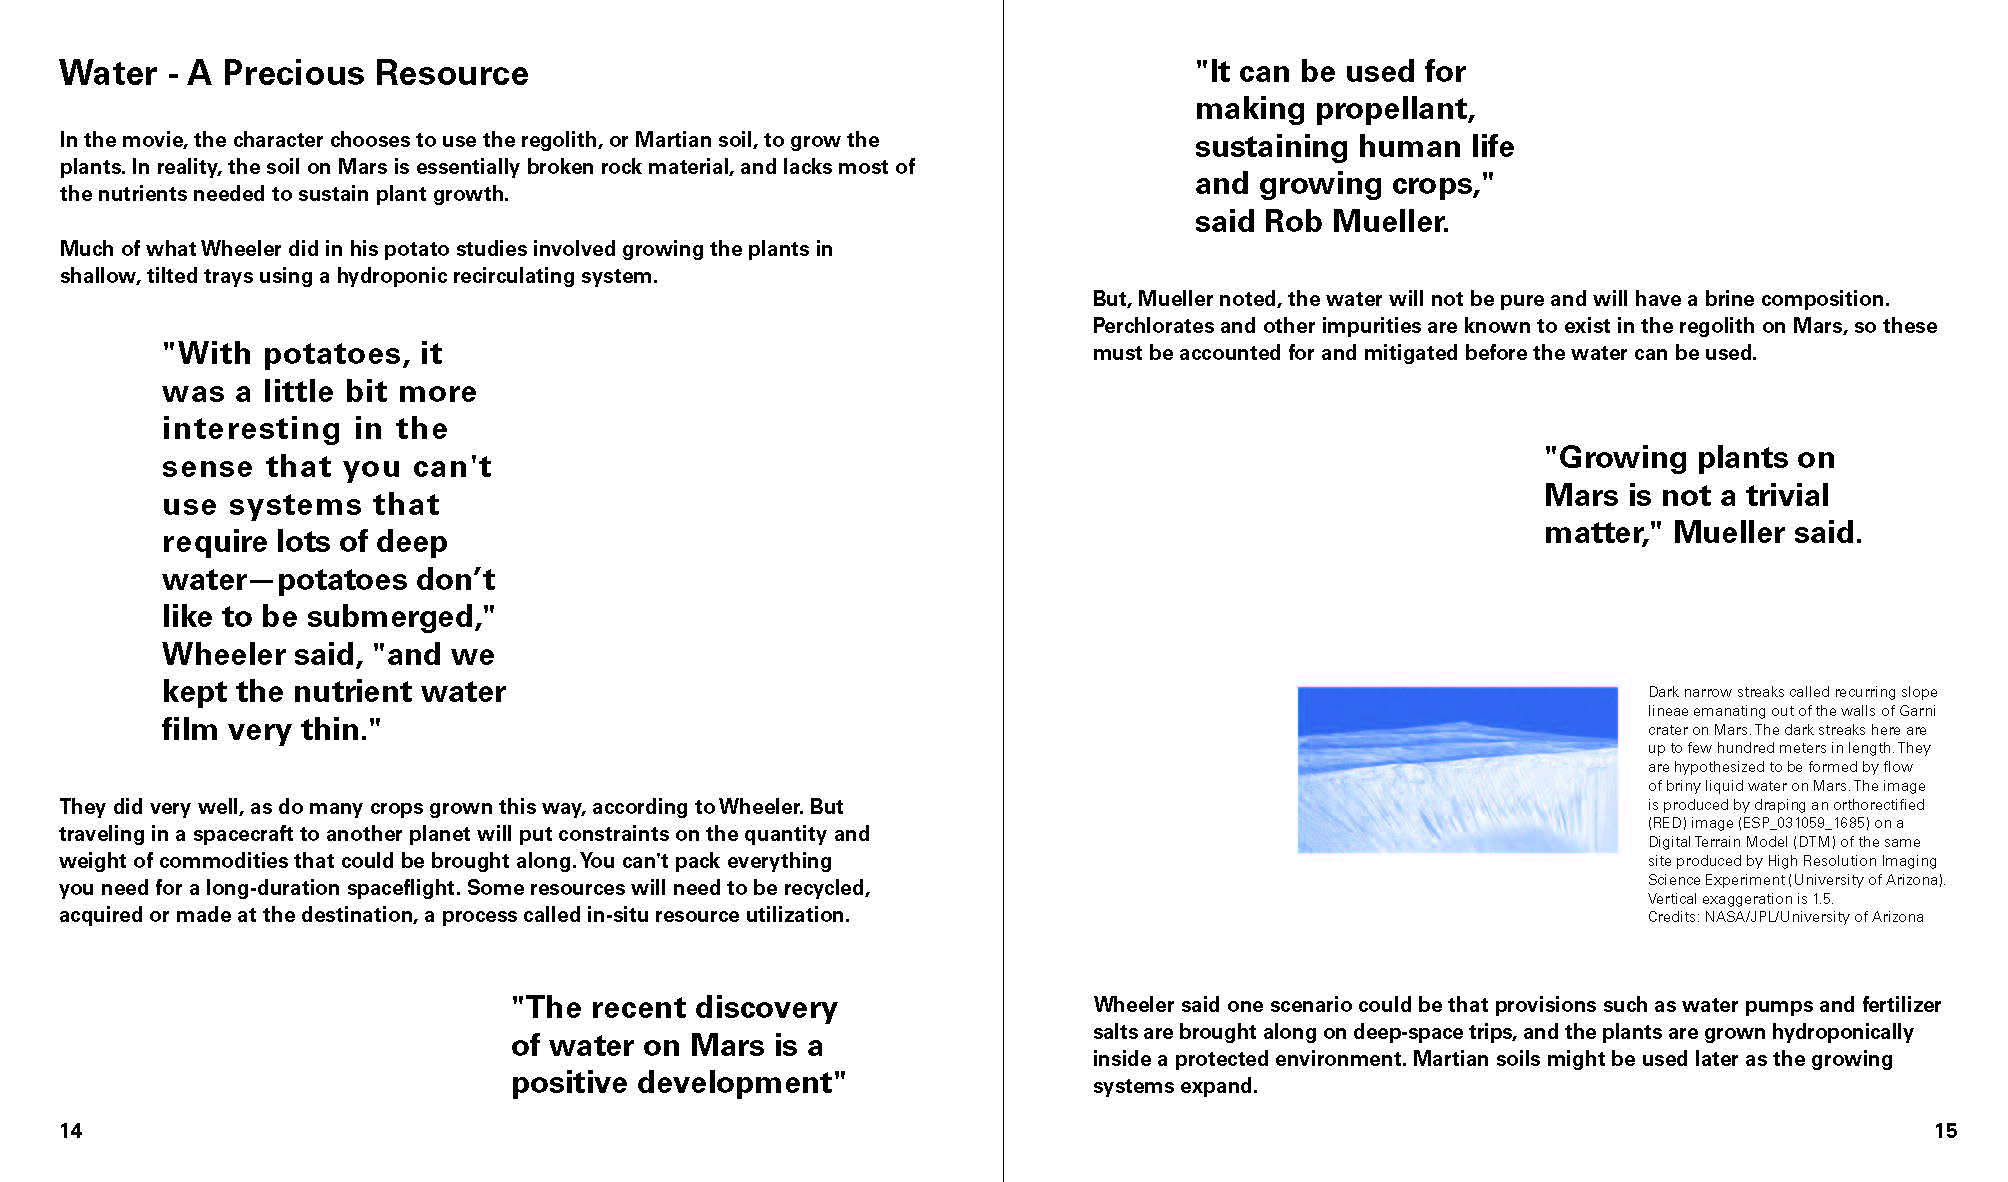 Water - A Precious Resource
In the movie, the character chooses to use the regolith, or Martian soil, to grow the
plants. In reality, the soil on Mars is essentially broken rock material, and lacks most of
the nutrients needed to sustain plant growth.
Much of what Wheeler did in his potato studies involved growing the plants in
shallow, tilted trays using a hydroponic recirculating system.
"With potatoes, it
was a little bit more
interesting in the
sense that you can't
use systems that
require lots of deep
water—potatoes don’t
like to be submerged,"
Wheeler said, "and we
kept the nutrient water
film very thin."
They did very well, as do many crops grown this way, according to Wheeler. But
traveling in a spacecraft to another planet will put constraints on the quantity and
weight of commodities that could be brought along. You can't pack everything
you need for a long-duration spaceflight. Some resources will need to be recycled,
acquired or made at the destination, a process called in-situ resource utilization.
"The recent discovery
of water on Mars is a
positive development"
14
"It can be used for
making propellant,
sustaining human life
and growing crops,"
said Rob Mueller.
But, Mueller noted, the water will not be pure and will have a brine composition.
Perchlorates and other impurities are known to exist in the regolith on Mars, so these
must be accounted for and mitigated before the water can be used.
"Growing plants on
Mars is not a trivial
matter," Mueller said.
Dark narrow streaks called recurring slope
lineae emanating out of the walls of Garni
crater on Mars. The dark streaks here are
up to few hundred meters in length. They
are hypothesized to be formed by flow
of briny liquid water on Mars. The image
is produced by draping an orthorectified
(RED) image (ESP_031059_1685) on a
Digital Terrain Model (DTM) of the same
site produced by High Resolution Imaging
Science Experiment (University of Arizona).
Vertical exaggeration is 1.5.
Credits: NASA/JPL/University of Arizona
Wheeler said one scenario could be that provisions such as water pumps and fertilizer
salts are brought along on deep-space trips, and the plants are grown hydroponically
inside a protected environment. Martian soils might be used later as the growing
systems expand.
15